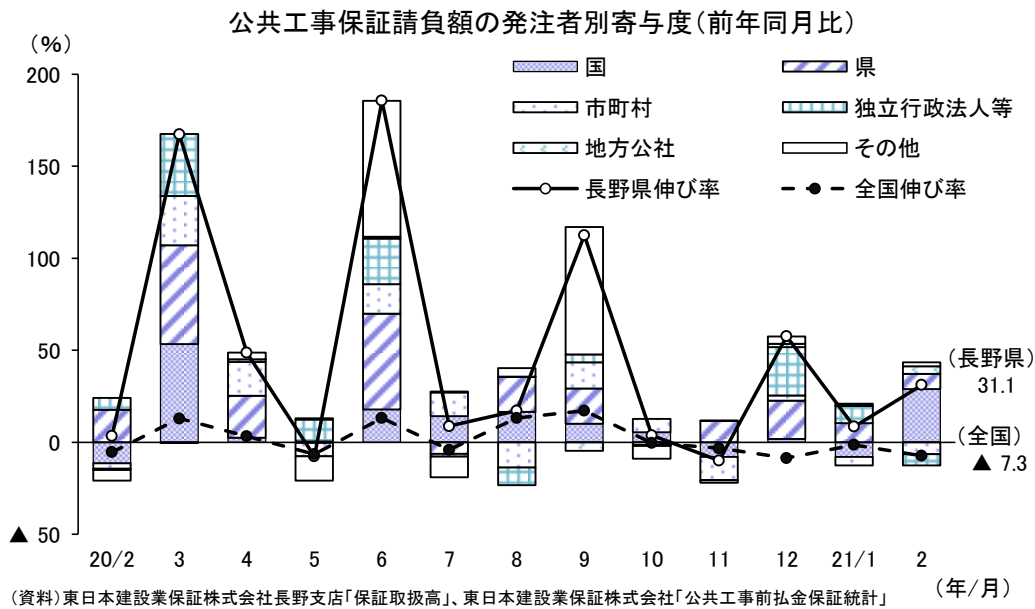 公共工事保証請負額の発注者別寄与度(前年同月比)
(%)
200
150
100
50
0
▲ 50
国
県
市町村
独立行政法人等
地方公社
その他
長野県伸び率
全国伸び率
(長野県)
31.1
(全国)
▲ 7.3
20/2 3 4 5 6 7 8 9 10 11 12 21/1 2
(年/月)
(資料)東日本建設業保証株式会社長野支店「保証取扱高」、東日本建設業保証株式会社「公共工事前払金保証統計」